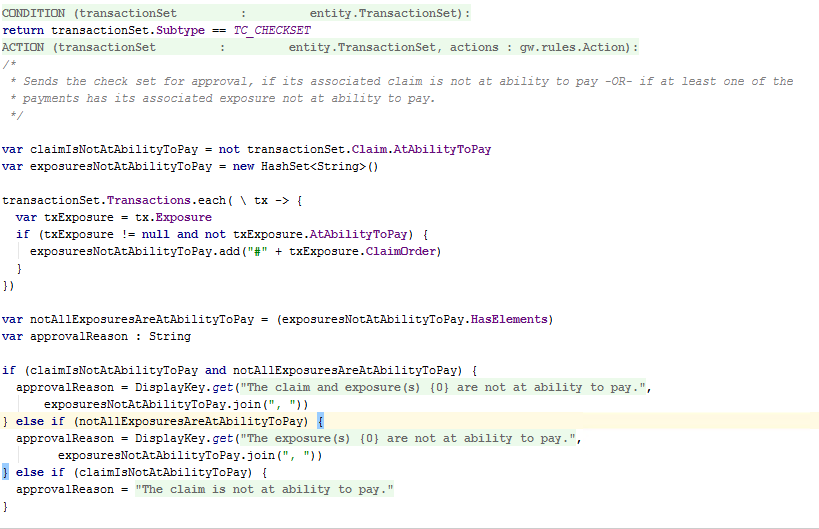 CONDITION (transactionSet : entity.TransactionSet):
return transactionSet.Subtype == TC_CHECKSET
ACTION (transactionSet : entity.TransactionSet, actions : gw.rules.Action):
/*
* Sends the check set for approval, if its associated claim is not at ability to pay -OR- if at least one of the
* payments has its associated exposure not at ability to pay.
*/
var claimIsNotAtAbilityToPay = not transactionSet.Claim.AtAbilityToPay
var exposuresNotAtAbilityToPay = new HashSet<String>()
transactionSet.Transactions.each( \ tx -> {
var txExposure = tx.Exposure
if (txExposure != null and not txExposure.AtAbilityToPay) {
exposuresNotAtAbilityToPay.add("#" + txExposure.ClaimOrder)
}
})
var notAllExposuresAreAtAbilityToPay = (exposuresNotAtAbilityToPay.HasElements)
var approvalReason : String
if (claimIsNotAtAbilityToPay and notAllExposuresAreAtAbilityToPay) {
approvalReason = DisplayKey.get("The claim and exposure(s) {0} are not at ability to pay.",
exposuresNotAtAbilityToPay.join(", "))
} else if (notAllExposuresAreAtAbilityToPay) {
approvalReason = DisplayKey.get("The exposure(s) {0} are not at ability to pay.",
exposuresNotAtAbilityToPay.join(", "))
} else if (claimIsNotAtAbilityToPay) {
approvalReason = "The claim is not at ability to pay."
}